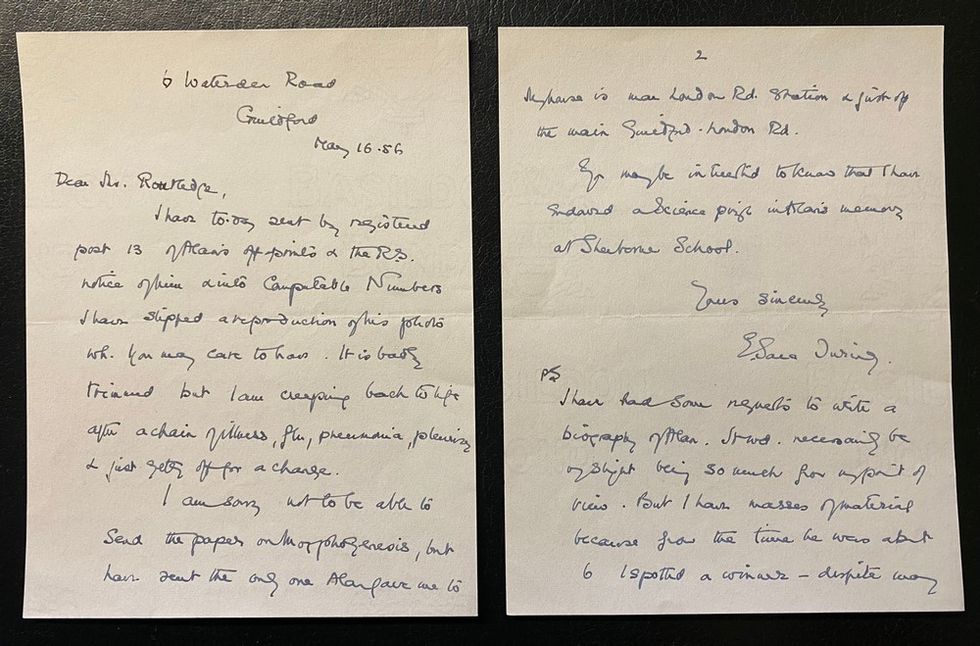 6 Waterden Road
Guildford
May 16.56
Dear Mr. Routledge,
I have to-day sent by registered
post 13 of Alan's offprints & the R.S.
notice of him & into Computable Numbers
I have slipped a reproduction of his photo
wh. you may care to have. It is badly
trimmed but I am creeping back to life
after a chain of illness, flu, pneumonia, pleurisy
& just getting off for a change.
I am sorry not to be able to
send the paper on Morphogenesis, but
have sent the only one Alan gave me to
2
My house is near London Rd. Station & just off
the main Guildford-London Rd.
You may be interested to know that I have
endowed a Science prize in Alan's memory
at Sherborne School.
Yours sincerely
E. Sara Turing.
PS
I have had some requests to write a
biography of Alan. It wd. necessarily be
slight being so much from my point of
view. But I have masses of material
because from the time he was about
6 I spotted a winner – despite many